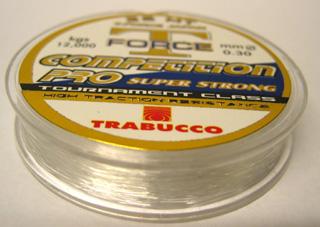 T
FORCE
kgs
12,000
mm Ø
0.30
COMPETITION
PRO SUPER STRONG
TOURNAMENT CLASS
HIGH TRACTION RESISTANCE
TRABUCCO